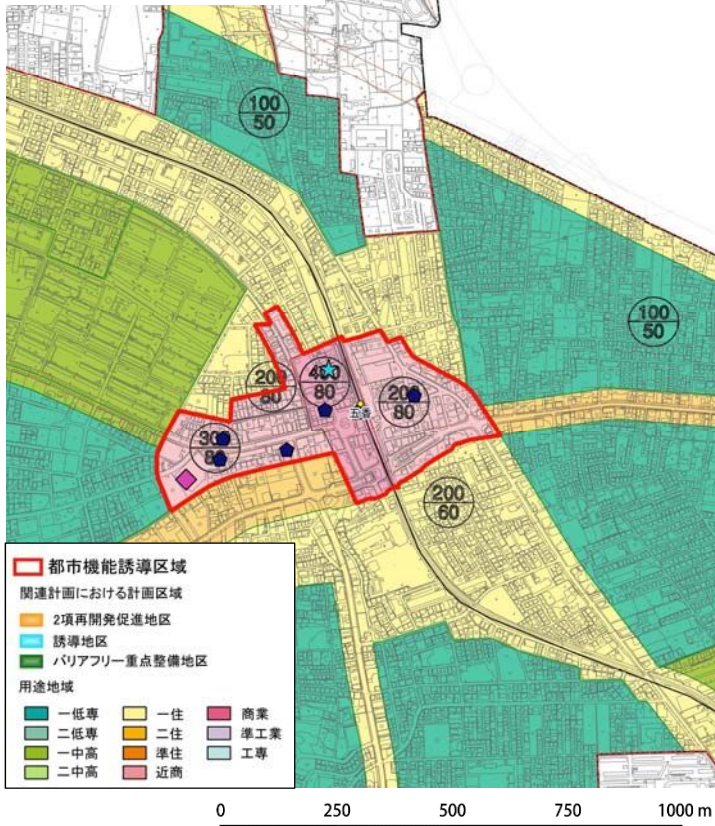 100
50
100
50
200
80
400
80
200
80
五香
300
80
200
60
都市機能誘導区域
関連計画における計画区域
2項再開発促進地区
誘導地区
バリアフリー重点整備地区
用途地域
一低専 一住 商業
二低専 二住 準工業
一中高 準住 工専
二中高 近商
0 250 500 750 1000 m